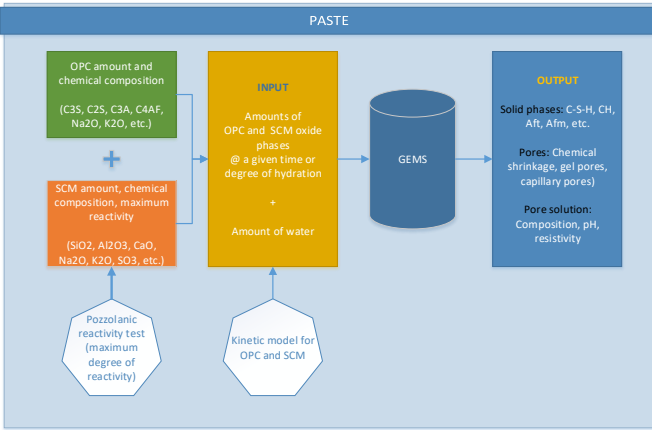 PASTE
OPC amount and
chemical composition
(C3S, C2S, C3A, C4AF,
Na2O, K2O, etc.)
+
SCM amount, chemical
composition, maximum
reactivity
(SiO2, Al2O3, CaO,
Na2O, K2O, SO3, etc.)
Pozzolanic
reactivity test
(maximum
degree of
reactivity)
INPUT
Amounts of
OPC and SCM oxide
phases
@ a given time or
degree of hydration
+
Amount of water
Kinetic model for
OPC and SCM
GEMS
OUTPUT
Solid phases: C-S-H, CH,
Aft, Afm, etc.
Pores: Chemical
shrinkage, gel pores,
capillary pores)
Pore solution:
Composition, pH,
resistivity